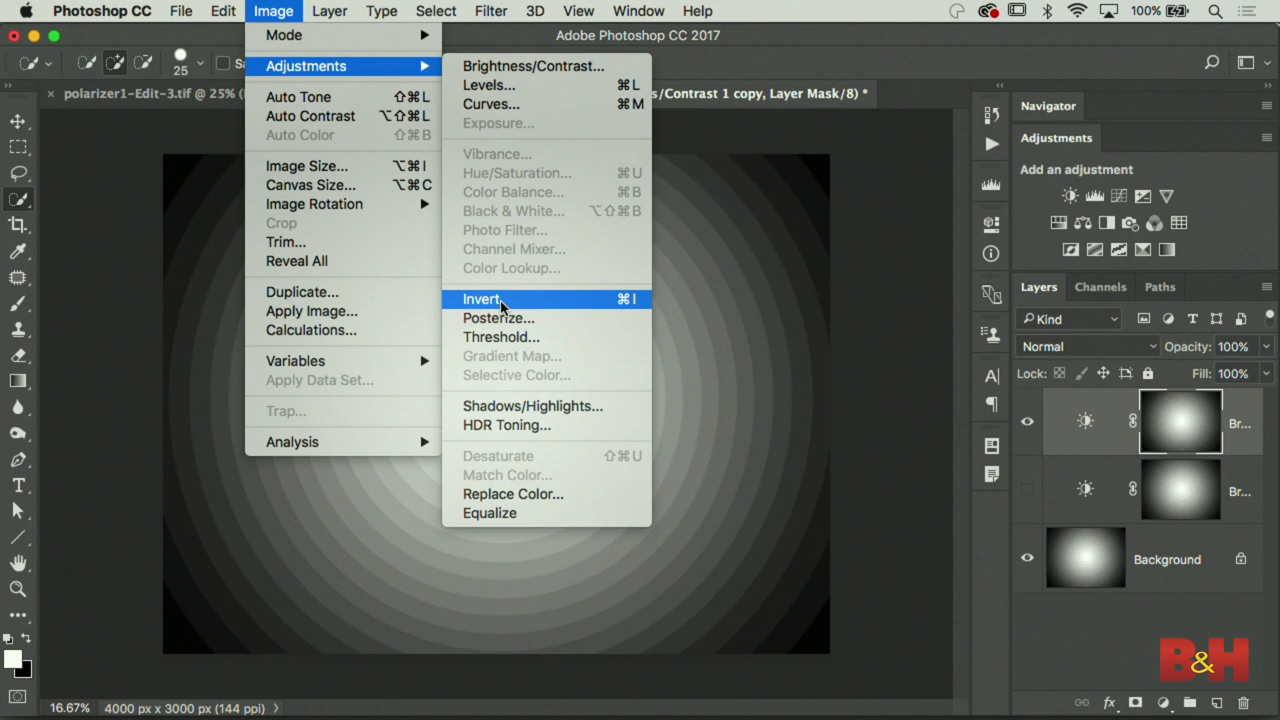 Photoshop CC File Edit Image Layer Type Select Filter 3D View Window Help 100%
Adobe Photoshop CC 2017
25 Sa
polarizer1-Edit-3.tif @ 25% (
s/Contrast 1 copy, Layer Mask/8) *
Mode
Adjustments
Auto Tone ⇧⌘L
Auto Contrast ⌥⇧⌘L
Auto Color ⇧⌘B
Image Size... ⌥⌘I
Canvas Size... ⌥⌘C
Image Rotation
Crop
Trim...
Reveal All
Duplicate...
Apply Image...
Calculations...
Variables
Apply Data Set...
Trap...
Analysis
Brightness/Contrast...
Levels... ⌘L
Curves... ⌘M
Exposure...
Vibrance...
Hue/Saturation... ⌘U
Color Balance... ⌘B
Black & White... ⌥⇧⌘B
Photo Filter...
Channel Mixer...
Color Lookup...
Invert ⌘I
Posterize...
Threshold...
Gradient Map...
Selective Color...
Shadows/Highlights...
HDR Toning...
Desaturate ⇧⌘U
Match Color...
Replace Color...
Equalize
Navigator
Adjustments
Add an adjustment
Layers Channels Paths
Kind
Normal Opacity: 100%
Lock: Fill: 100%
Br...
Br...
Background
B&H
16.67% 4000 px x 3000 px (144 ppi)